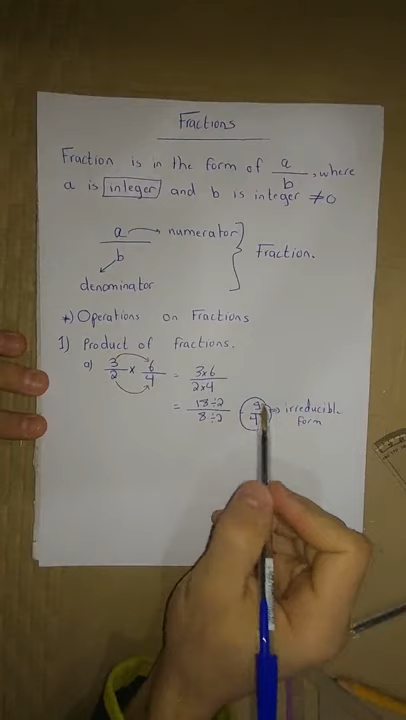 Fractions
Fraction is in the form of a/b, where
a is integer and b is integer ≠0
a → numerator
b
Fraction.
denominator
*) Operations on Fractions
1) Product of fractions.
a) 3/2 × 6/4 = 3×6/2×4
= 18÷2/8÷2 9/4 → irreducible
form